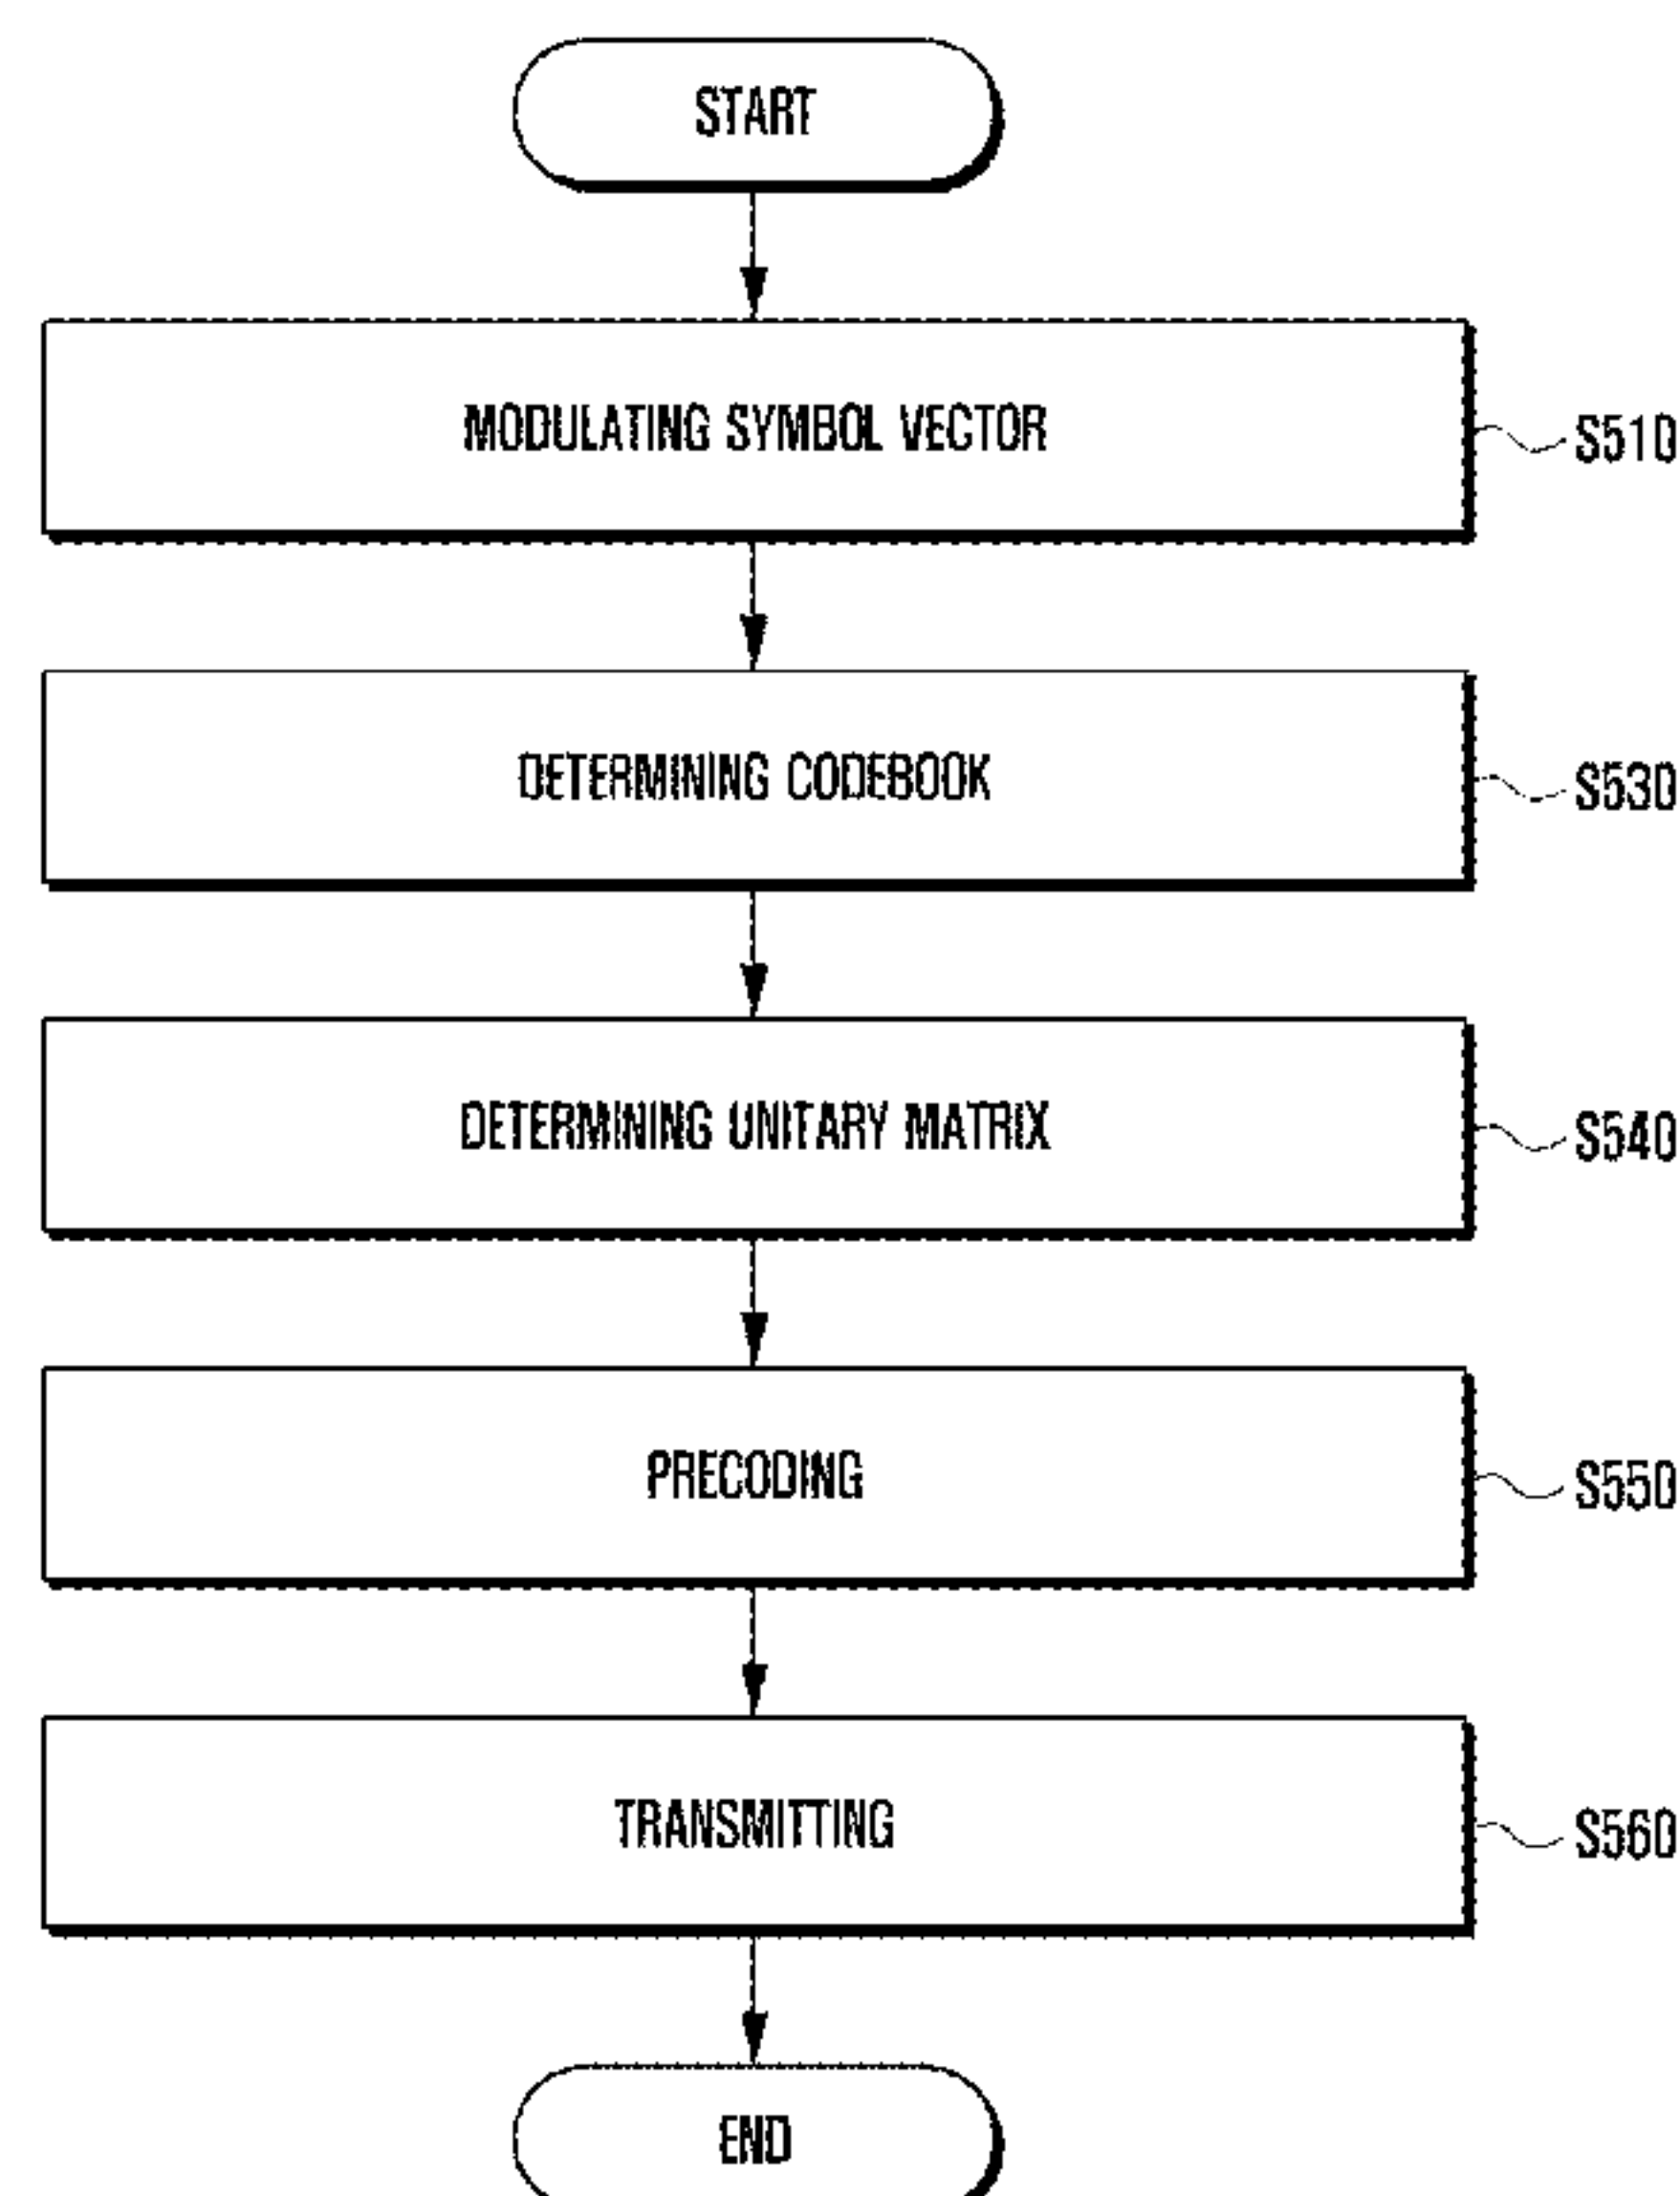 START
MODULATING SYMBOL VECTOR
S510
DETERMINING CODEBOOK
S530
DETERMINING UNITARY MATRIX
S540
PRECODING
S550
TRANSMITTING
S560
END